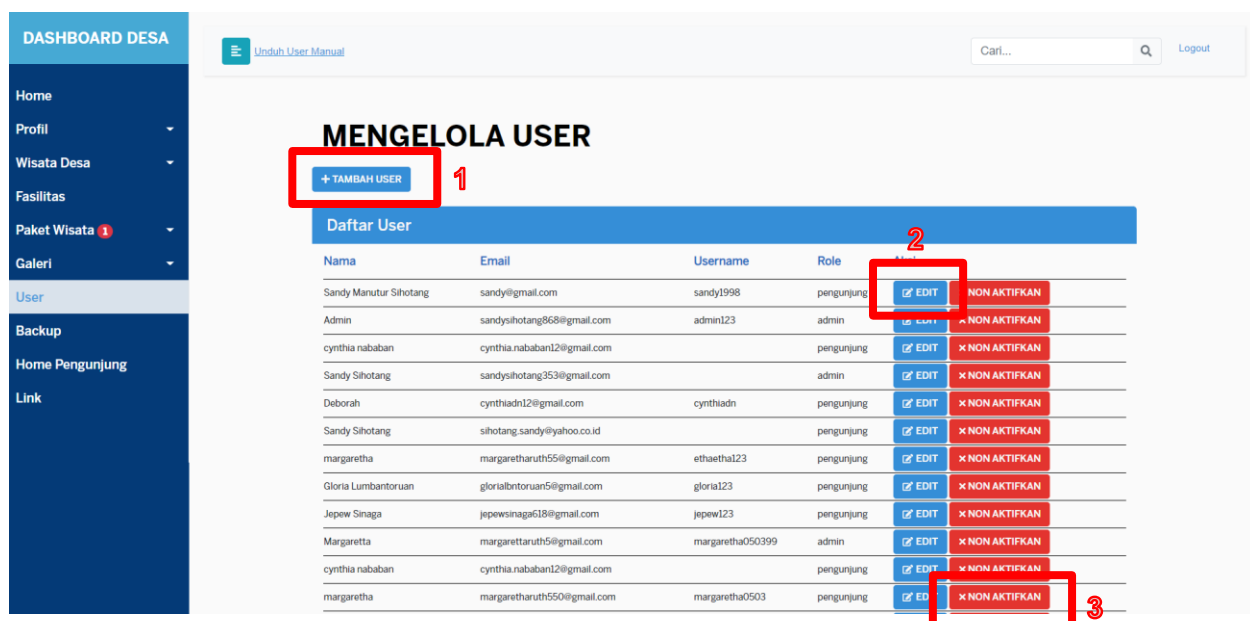 DASHBOARD DESA
Unduh User Manual
Cari...
Logout
Home
Profil
Wisata Desa
Fasilitas
Paket Wisata 1
Galeri
User
Backup
Home Pengunjung
Link
MENGELOLA USER
+ TAMBAH USER
1
Daftar User
2
Nama Email Username Role
Sandy Manutur Sihotang sandy@gmail.com sandy1998 pengunjung EDIT NON AKTIFKAN
Admin sandysihotang868@gmail.com admin123 admin EDIT × NON AKTIFKAN
cynthia nababan cynthia.nababan12@gmail.com pengunjung EDIT × NON AKTIFKAN
Sandy Sihotang sandysihotang353@gmail.com admin EDIT × NON AKTIFKAN
Deborah cynthiadn12@gmail.com cynthiadn pengunjung EDIT × NON AKTIFKAN
Sandy Sihotang sihotang.sandy@yahoo.co.id pengunjung EDIT × NON AKTIFKAN
margaretha margaretharuth55@gmail.com ethaetha123 pengunjung EDIT × NON AKTIFKAN
Gloria Lumbantoruan glorialbntoruan5@gmail.com gloria123 pengunjung EDIT × NON AKTIFKAN
Jepew Sinaga jepewsinaga618@gmail.com jepew123 pengunjung EDIT × NON AKTIFKAN
Margaretta margarettaruth5@gmail.com margaretha050399 admin EDIT × NON AKTIFKAN
cynthia nababan cynthia.nababan12@gmail.com pengunjung EDIT × NON AKTIFKAN
margaretha margaretharuth550@gmail.com margaretha0503 pengunjung EDIT × NON AKTIFKAN
3